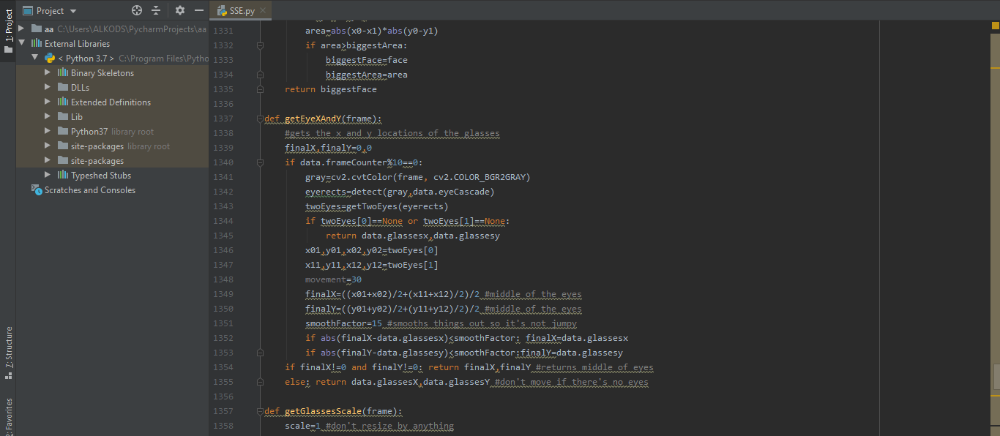 Project
SSE.py
1: Project
7: Structure
2: Favorites
aa C:\Users\ALKODS\PycharmProjects\aa
External Libraries
< Python 3.7 > C:\Program Files\Pytho
Binary Skeletons
DLLs
Extended Definitions
Lib
Python37 library root
site-packages library root
site-packages
Typeshed Stubs
Scratches and Consoles
1331 area=abs(x0-x1)*abs(y0-y1)
1332 if area>biggestArea:
1333 biggestFace=face
1334 biggestArea=area
1335 return biggestFace
1336
1337 def getEyeXAndY(frame):
1338 #gets the x and y locations of the glasses
1339 finalX,finalY=0,0
1340 if data.frameCounter%10==0:
1341 gray=cv2.cvtColor(frame, cv2.COLOR_BGR2GRAY)
1342 eyerects=detect(gray,data.eyeCascade)
1343 twoEyes=getTwoEyes(eyerects)
1344 if twoEyes[0]==None or twoEyes[1]==None:
1345 return data.glassesx,data.glassesy
1346 x01,y01,x02,y02=twoEyes[0]
1347 x11,y11,x12,y12=twoEyes[1]
1348 movement=30
1349 finalX=((x01+x02)/2+(x11+x12)/2)/2 #middle of the eyes
1350 finalY=((y01+y02)/2+(y11+y12)/2)/2 #middle of the eyes
1351 smoothFactor=15 #smooths things out so it's not jumpy
1352 if abs(finalX-data.glassesx)<smoothFactor: finalX=data.glassesx
1353 if abs(finalY-data.glassesy)<smoothFactor:finalY=data.glassesy
1354 if finalX!=0 and finalY!=0: return finalX,finalY #returns middle of eyes
1355 else: return data.glassesX,data.glassesY #don't move if there's no eyes
1356
1357 def getGlassesScale(frame):
1358 scale=1 #don't resize by anything